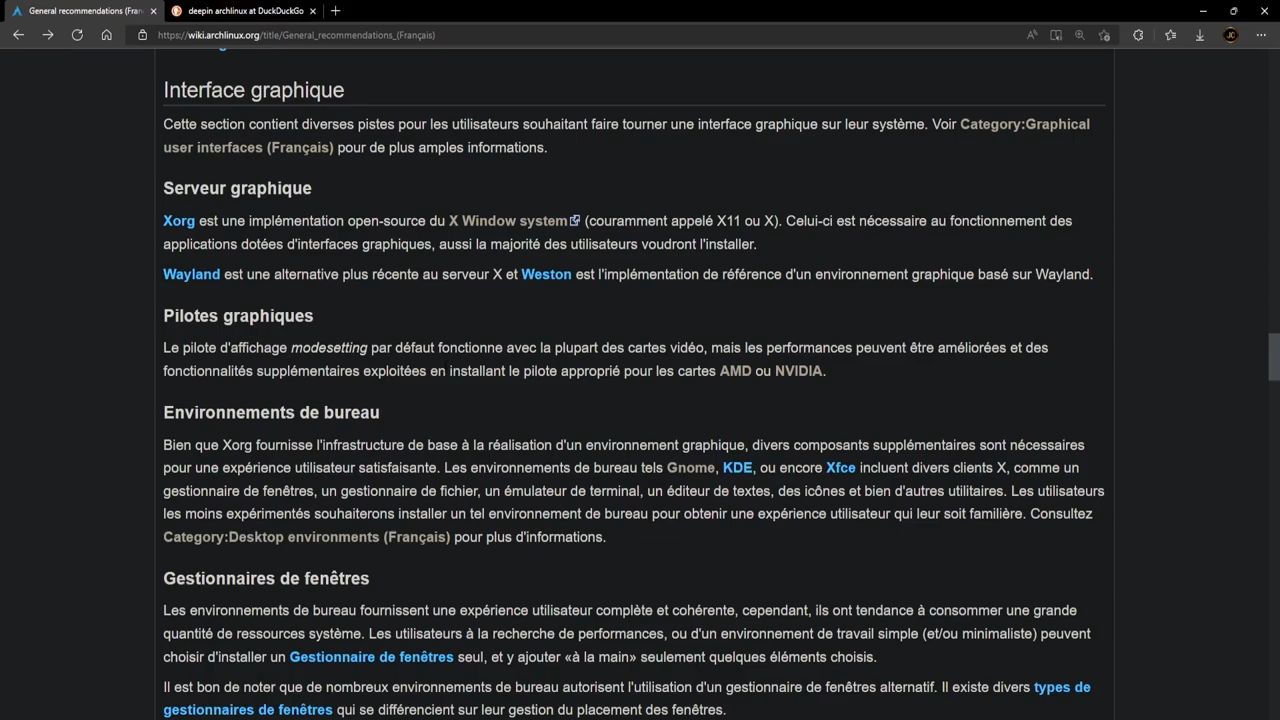 General recommendations (Fran
deepin archlinux at DuckDuckGo
https://wiki.archlinux.org/title/General_recommendations_(Français)
JC
Interface graphique
Cette section contient diverses pistes pour les utilisateurs souhaitant faire tourner une interface graphique sur leur système. Voir Category:Graphical
user interfaces (Français) pour de plus amples informations.
Serveur graphique
Xorg est une implémentation open-source du X Window system (couramment appelé X11 ou X). Celui-ci est nécessaire au fonctionnement des
applications dotées d'interfaces graphiques, aussi la majorité des utilisateurs voudront l'installer.
Wayland est une alternative plus récente au serveur X et Weston est l'implémentation de référence d'un environnement graphique basé sur Wayland.
Pilotes graphiques
Le pilote d'affichage modesetting par défaut fonctionne avec la plupart des cartes vidéo, mais les performances peuvent être améliorées et des
fonctionnalités supplémentaires exploitées en installant le pilote approprié pour les cartes AMD ou NVIDIA.
Environnements de bureau
Bien que Xorg fournisse l'infrastructure de base à la réalisation d'un environnement graphique, divers composants supplémentaires sont nécessaires
pour une expérience utilisateur satisfaisante. Les environnements de bureau tels Gnome, KDE, ou encore Xfce incluent divers clients X, comme un
gestionnaire de fenêtres, un gestionnaire de fichier, un émulateur de terminal, un éditeur de textes, des icônes et bien d'autres utilitaires. Les utilisateurs
les moins expérimentés souhaiterons installer un tel environnement de bureau pour obtenir une expérience utilisateur qui leur soit familière. Consultez
Category:Desktop environments (Français) pour plus d'informations.
Gestionnaires de fenêtres
Les environnements de bureau fournissent une expérience utilisateur complète et cohérente, cependant, ils ont tendance à consommer une grande
quantité de ressources système. Les utilisateurs à la recherche de performances, ou d'un environnement de travail simple (et/ou minimaliste) peuvent
choisir d'installer un Gestionnaire de fenêtres seul, et y ajouter «à la main» seulement quelques éléments choisis.
Il est bon de noter que de nombreux environnements de bureau autorisent l'utilisation d'un gestionnaire de fenêtres alternatif. Il existe divers types de
gestionnaires de fenêtres qui se différencient sur leur gestion du placement des fenêtres.